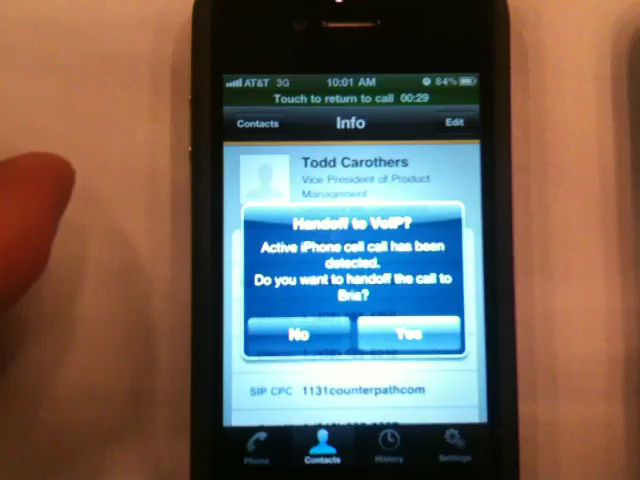 AT&T 3G 10:01 AM 84%
Touch to return to call 00:29
Contacts Info Edit
Todd Carothers
Vice President of Product
Management
Handoff to VoIP?
Active iPhone cell call has been
detected.
Do you want to handoff the call to
Bria?
No Yes
SIP CPC 1131counterpathcom
Phone Contacts History Settings